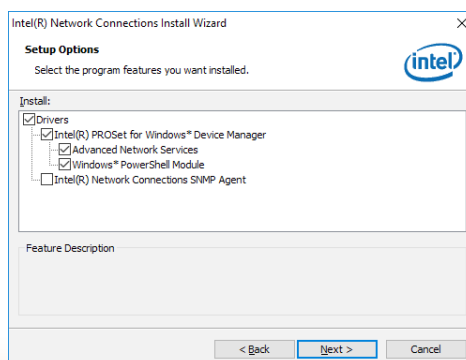 Intel(R) Network Connections Install Wizard
Setup Options
Select the program features you want installed.
intel
Install:
Drivers
Intel(R) PROSet for Windows* Device Manager
Advanced Network Services
Windows* PowerShell Module
Intel(R) Network Connections SNMP Agent
Feature Description
< Back
Next >
Cancel